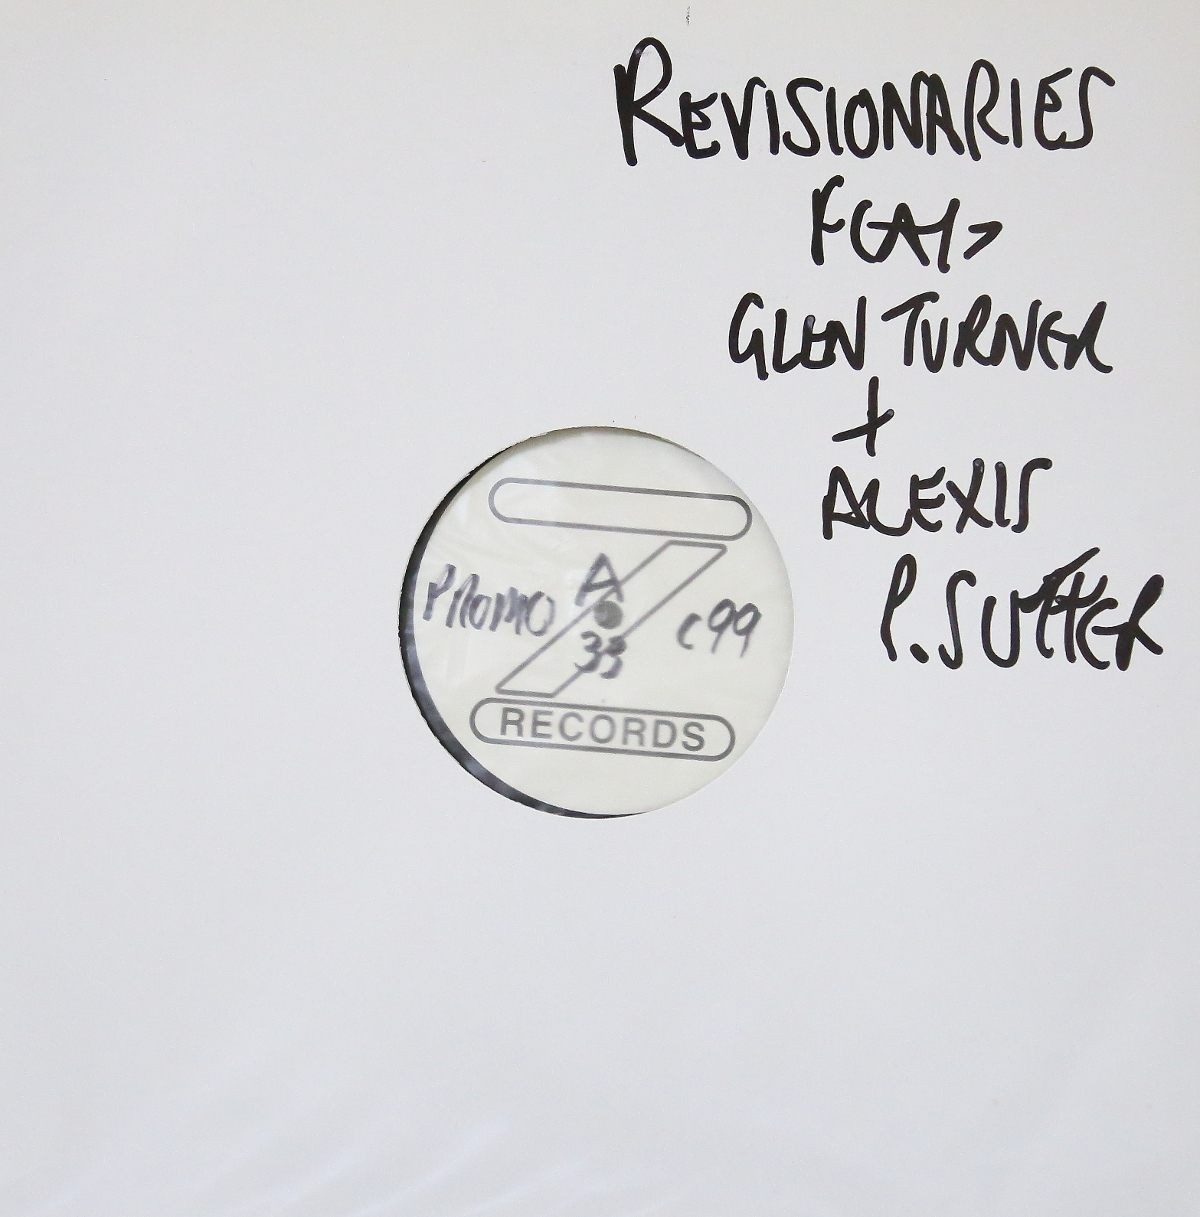 REVISIONARIES
FEAT
GLEN TURNER
+
ALEXIS
P. SUTTER
A
PROMO c99
33
RECORDS